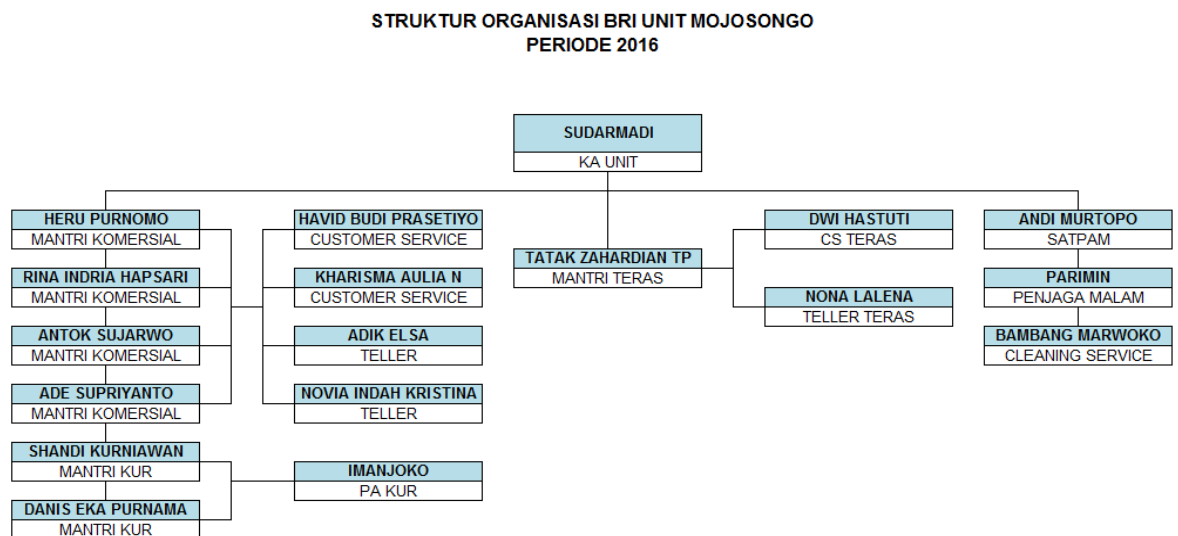 STRUKTUR ORGANISASI BRI UNIT MOJOSONGO
PERIODE 2016
SUDARMADI
KA UNIT
HERU PURNOMO
MANTRI KOMERSIAL
RINA INDRIA HAPSARI
MANTRI KOMERSIAL
ANTOK SUJARWO
MANTRI KOMERSIAL
ADE SUPRIYANTO
MANTRI KOMERSIAL
SHANDI KURNIAWAN
MANTRI KUR
DANIS EKA PURNAMA
MANTRI KUR
HAVID BUDI PRASETIYO
CUSTOMER SERVICE
KHARISMA AULIA N
CUSTOMER SERVICE
ADIK ELSA
TELLER
NOVIA INDAH KRISTINA
TELLER
IMANJOKO
PA KUR
TATAK ZAHARDIAN TP
MANTRI TERAS
DWI HASTUTI
CS TERAS
NONA LALENA
TELLER TERAS
ANDI MURTOPO
SATPAM
PARIMIN
PENJAGA MALAM
BAMBANG MARWOKO
CLEANING SERVICE